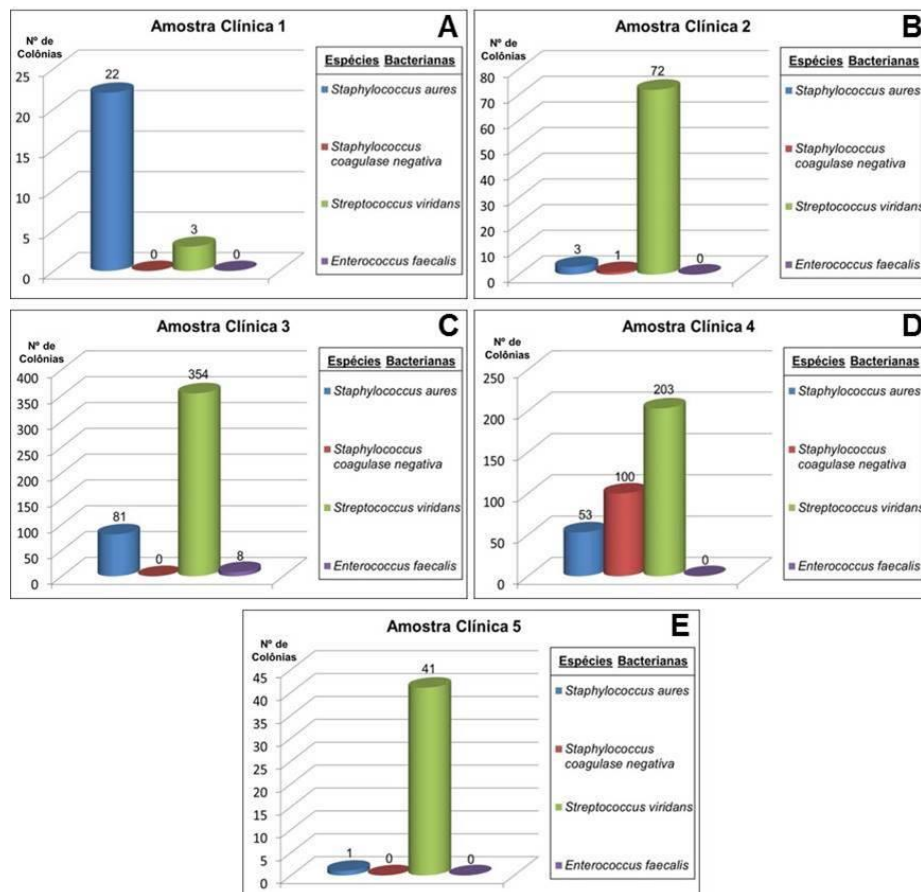 Amostra Clínica 1
A
Nº de
Colônias
25
20
15
10
5
0
22
0
3
0
Espécies Bacterianas
Staphylococcus aures
Staphylococcus
coagulase negativa
Streptococcus viridans
Enterococcus faecalis
Amostra Clínica 2
B
Nº de
Colônias
80
70
60
50
40
30
20
10
0
3
1
72
0
Espécies Bacterianas
Staphylococcus aures
Staphylococcus
coagulase negativa
Streptococcus viridans
Enterococcus faecalis
Amostra Clínica 3
C
Nº de
Colônias
400
350
300
250
200
150
100
50
0
81
0
354
8
Espécies Bacterianas
Staphylococcus aures
Staphylococcus
coagulase negativa
Streptococcus viridans
Enterococcus faecalis
Amostra Clínica 4
D
Nº de
Colônias
250
200
150
100
50
0
53
100
203
0
Espécies Bacterianas
Staphylococcus aures
Staphylococcus
coagulase negativa
Streptococcus viridans
Enterococcus faecalis
Amostra Clínica 5
E
Nº de
Colônias
45
40
35
30
25
20
15
10
5
0
1
0
41
0
Espécies Bacterianas
Staphylococcus aures
Staphylococcus
coagulase negativa
Streptococcus viridans
Enterococcus faecalis